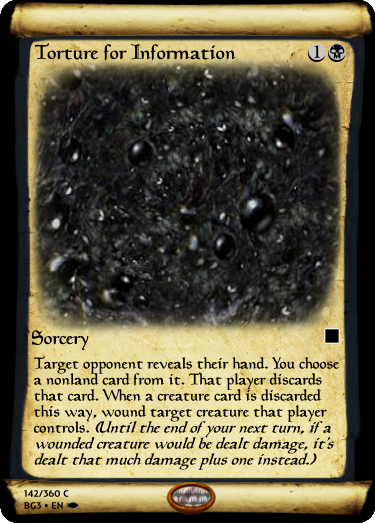 Torture for Information 1
Sorcery
Target opponent reveals their hand. You choose
a nonland card from it. That player discards
that card. When a creature card is discarded
this way, wound target creature that player
controls. (Until the end of your next turn, if a
wounded creature would be dealt damage, it's
dealt that much damage plus one instead.)
142/360 C
BG3 • EN